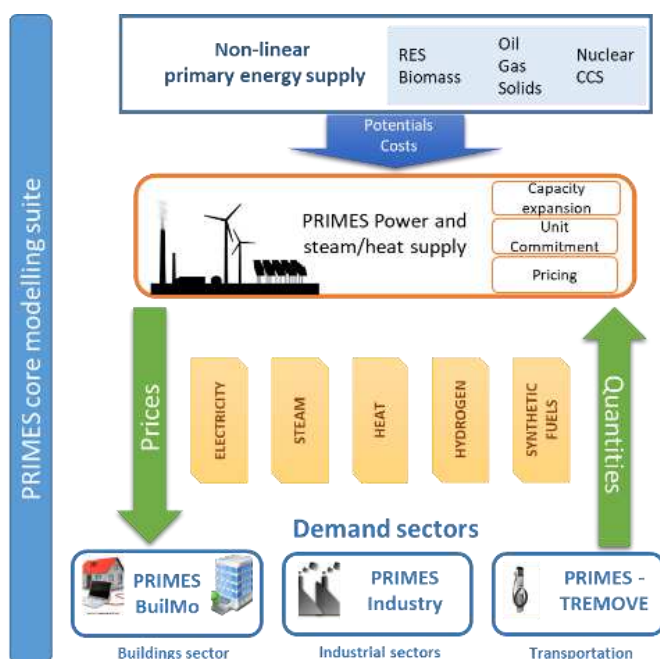 PRIMES core modelling suite
Non-linear
primary energy supply
RES
Biomass
Oil
Gas
Solids
Nuclear
CCS
Potentials
Costs
PRIMES Power and
steam/heat supply
Capacity
expansion
Unit
Commitment
Pricing
Prices
ELECTRICITY
STEAM
HEAT
HYDROGEN
SYNTHETIC
FUELS
Quantities
Demand sectors
PRIMES
BuilMo
PRIMES
Industry
PRIMES -
TREMOVE
Buildings sector
Industrial sectors
Transportation